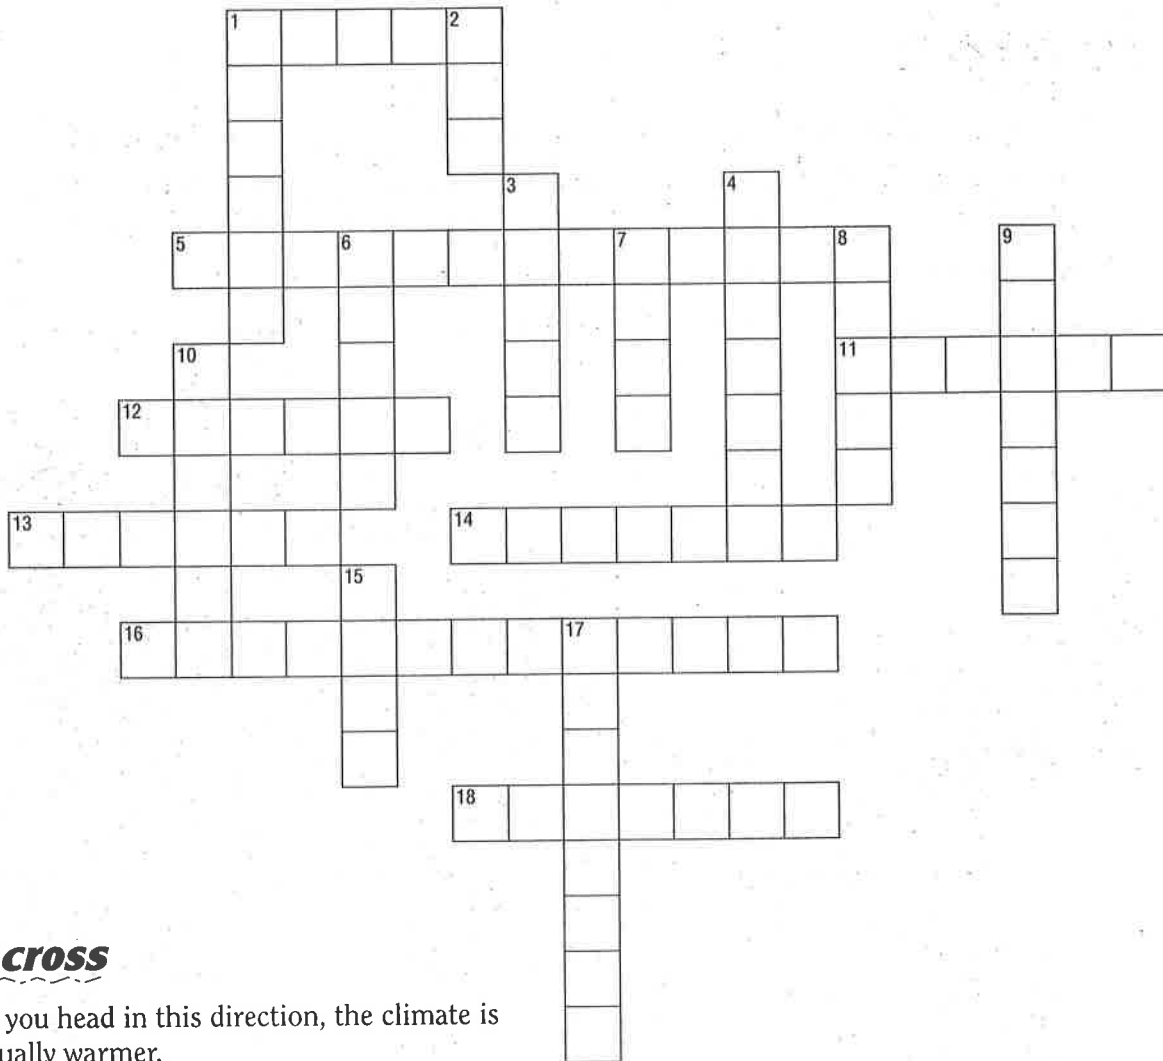 1 2
3 4
5 6 7 8 9
10 11
12
13 14
15
16 17
18
cross
you head in this direction, the climate is
ually warmer.